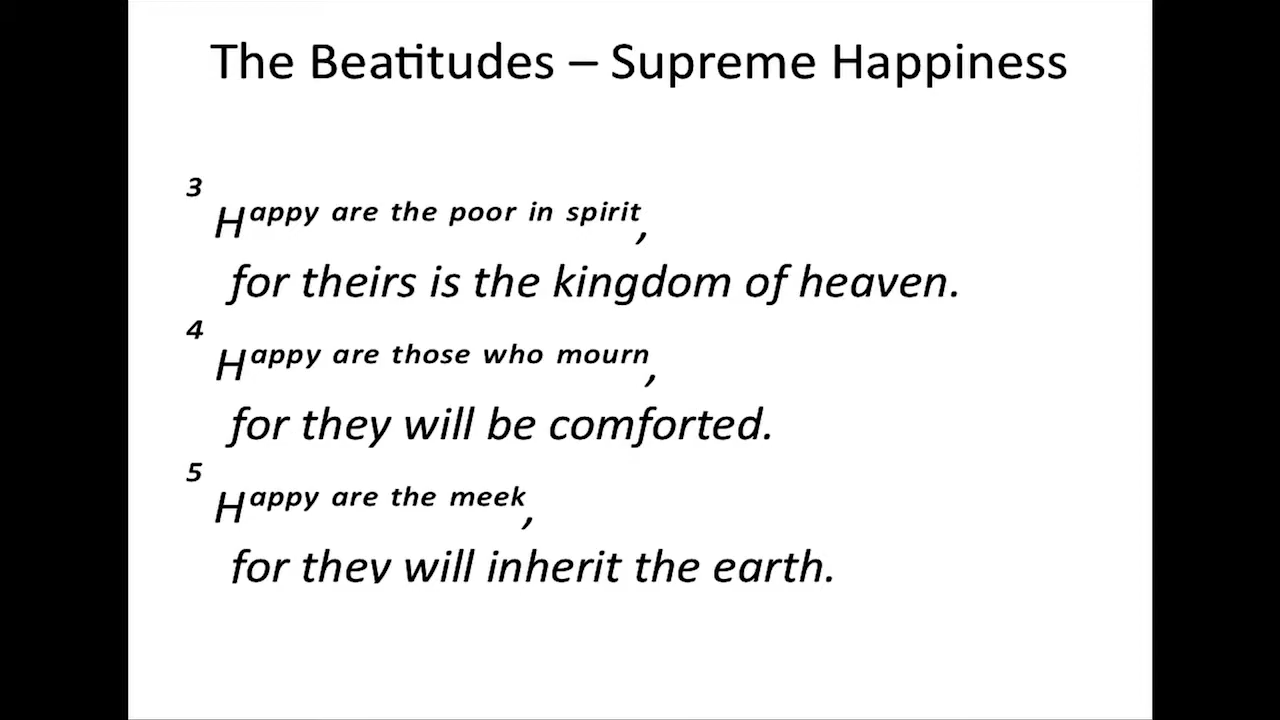 The Beatitudes – Supreme Happiness
3
Happy are the poor in spirit,
for theirs is the kingdom of heaven.
4
Happy are those who mourn,
for they will be comforted.
5
Happy are the meek,
for they will inherit the earth.